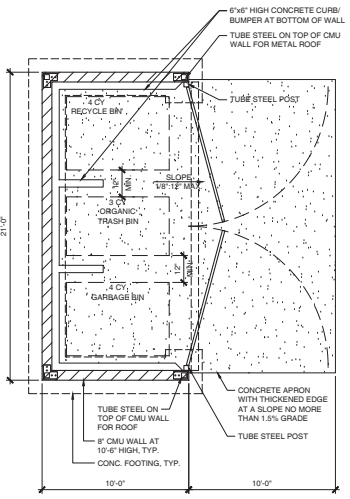 6"x6" HIGH CONCRETE CURB/
BUMPER AT BOTTOM OF WALL
TUBE STEEL ON TOP OF CMU
WALL FOR METAL ROOF
TUBE STEEL POST
4 CY
RECYCLE BIN
12"
MIN.
SLOPE
1/8":12" MAX
3 CY
ORGANIC
TRASH BIN
21'-0"
12"
MIN.
4 CY
GARBAGE BIN
CONCRETE APRON
WITH THICKENED EDGE
AT A SLOPE NO MORE
THAN 1.5% GRADE
TUBE STEEL ON
TOP OF CMU WALL
FOR ROOF
TUBE STEEL POST
8" CMU WALL AT
10'-6" HIGH, TYP.
CONC. FOOTING, TYP.
10'-0"
10'-0"